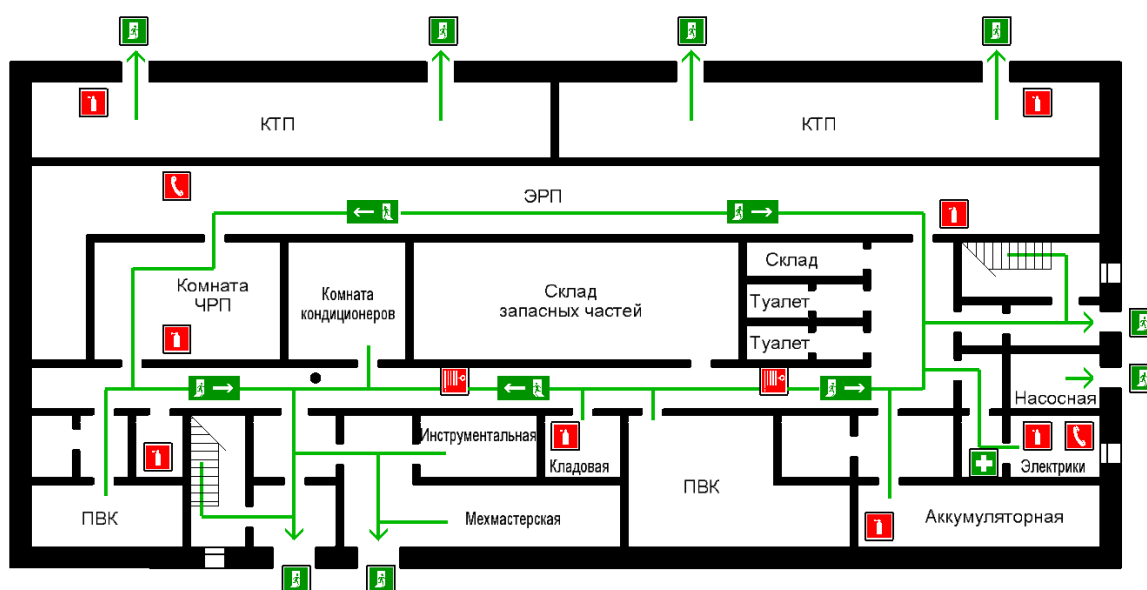 КТП
КТП
ЭРП
Комната
ЧРП
Комната
кондиционеров
Склад
запасных частей
Склад
Туалет
Туалет
Насосная
Инструментальная
Кладовая
Электрики
ПВК
Мехмастерская
ПВК
Аккумуляторная